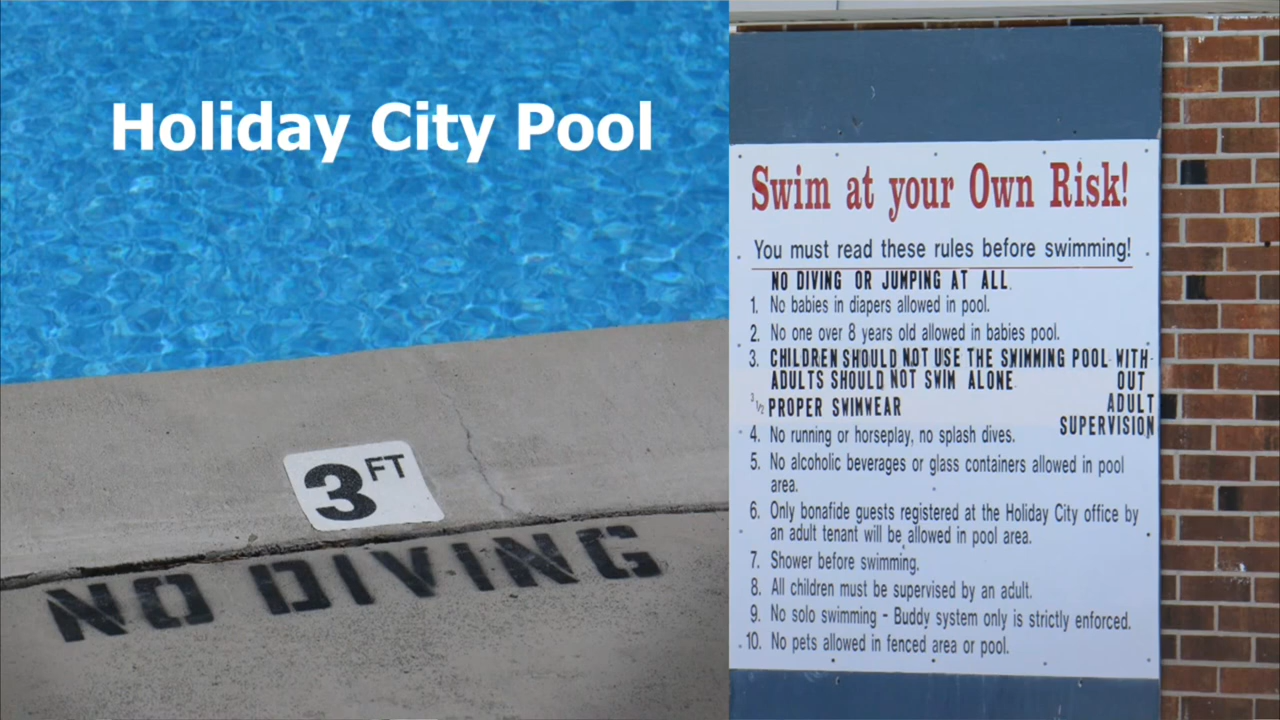 Holiday City Pool
3 FT
NO DIVING
Swim at your Own Risk!
You must read these rules before swimming!
NO DIVING OR JUMPING AT ALL.
1. No babies in diapers allowed in pool.
2. No one over 8 years old allowed in babies pool.
3. CHILDREN SHOULD NOT USE THE SWIMMING POOL WITH-
ADULTS SHOULD NOT SWIM ALONE OUT
3 1/2 PROPER SWIMWEAR ADULT
SUPERVISION
4. No running or horseplay, no splash dives.
5. No alcoholic beverages or glass containers allowed in pool
area.
6. Only bonafide guests registered at the Holiday City office by
an adult tenant will be allowed in pool area.
7. Shower before swimming.
8. All children must be supervised by an adult.
9. No solo swimming - Buddy system only is strictly enforced.
10. No pets allowed in fenced area or pool.